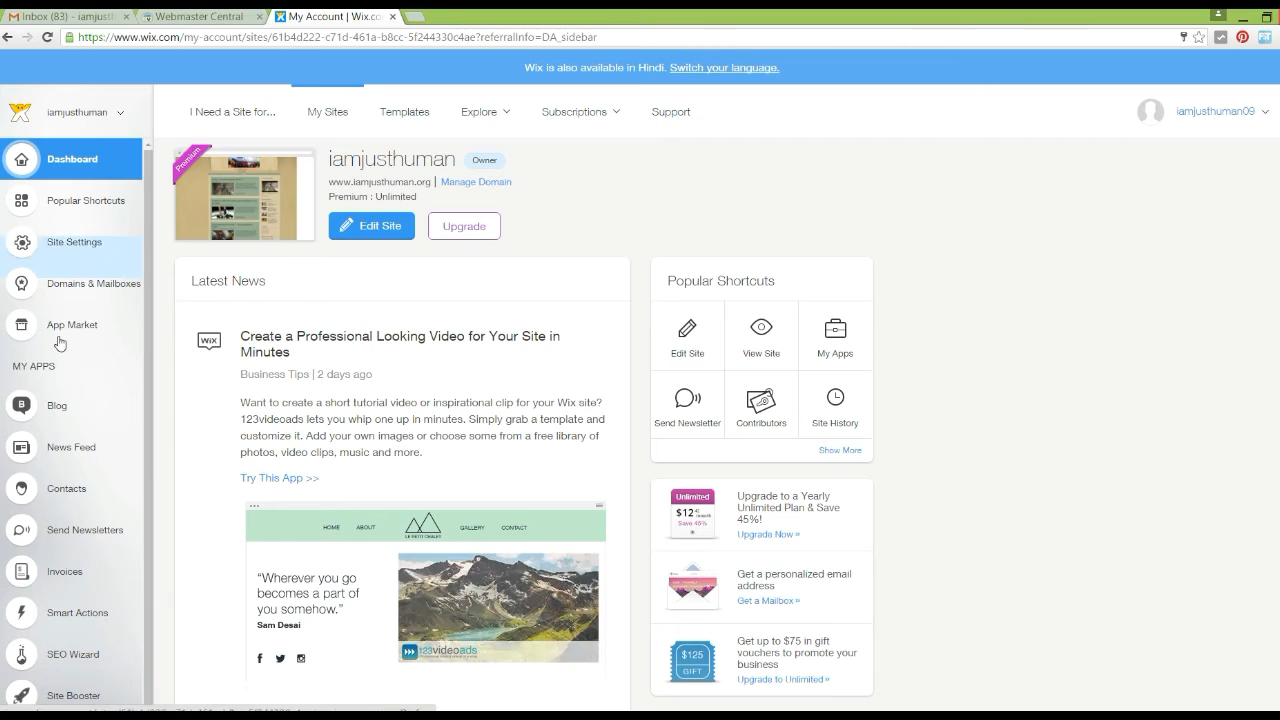 Inbox (83) - iamjusth
Webmaster Central
My Account | Wix.co
https://www.wix.com/my-account/sites/61b4d222-c71d-461a-b8cc-5f244330c4ae?referralInfo=DA_sidebar
Wix is also available in Hindi. Switch your language.
iamjusthuman
I Need a Site for...
My Sites
Templates
Explore
Subscriptions
Support
iamjusthuman09
Dashboard
Popular Shortcuts
Site Settings
Domains & Mailboxes
App Market
MY APPS
Blog
News Feed
Contacts
Send Newsletters
Invoices
Smart Actions
SEO Wizard
Site Booster
Premium
iamjusthuman Owner
www.iamjusthuman.org | Manage Domain
Premium : Unlimited
Edit Site
Upgrade
Latest News
WIX
Create a Professional Looking Video for Your Site in
Minutes
Business Tips | 2 days ago
Want to create a short tutorial video or inspirational clip for your Wix site?
123videoads lets you whip one up in minutes. Simply grab a template and
customize it. Add your own images or choose some from a free library of
photos, video clips, music and more.
Try This App >>
HOME ABOUT LE PETIT CHALET GALLERY CONTACT
“Wherever you go
becomes a part of
you somehow.”
Sam Desai
123videoads
Popular Shortcuts
Edit Site
View Site
My Apps
Send Newsletter
Contributors
Site History
Show More
Unlimited
Save 45%
Upgrade to a Yearly
Unlimited Plan & Save
45%!
Upgrade Now »
Get a personalized email
address
Get a Mailbox »
$125
GIFT
Get up to $75 in gift
vouchers to promote your
business
Upgrade to Unlimited »